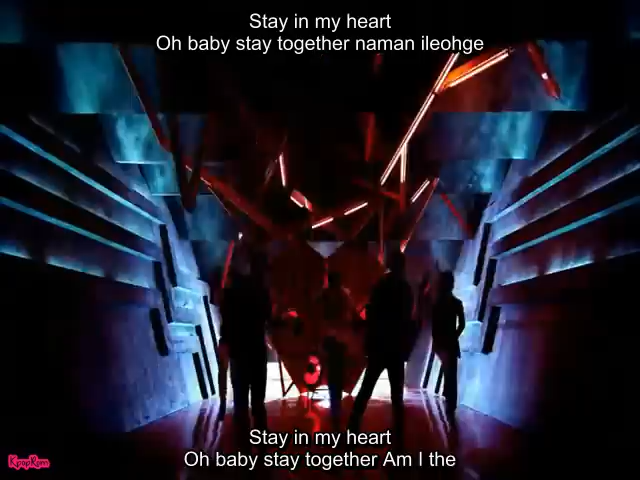 Stay in my heart
Oh baby stay together naman ileohge
Stay in my heart
Oh baby stay together Am I the
KpopRom